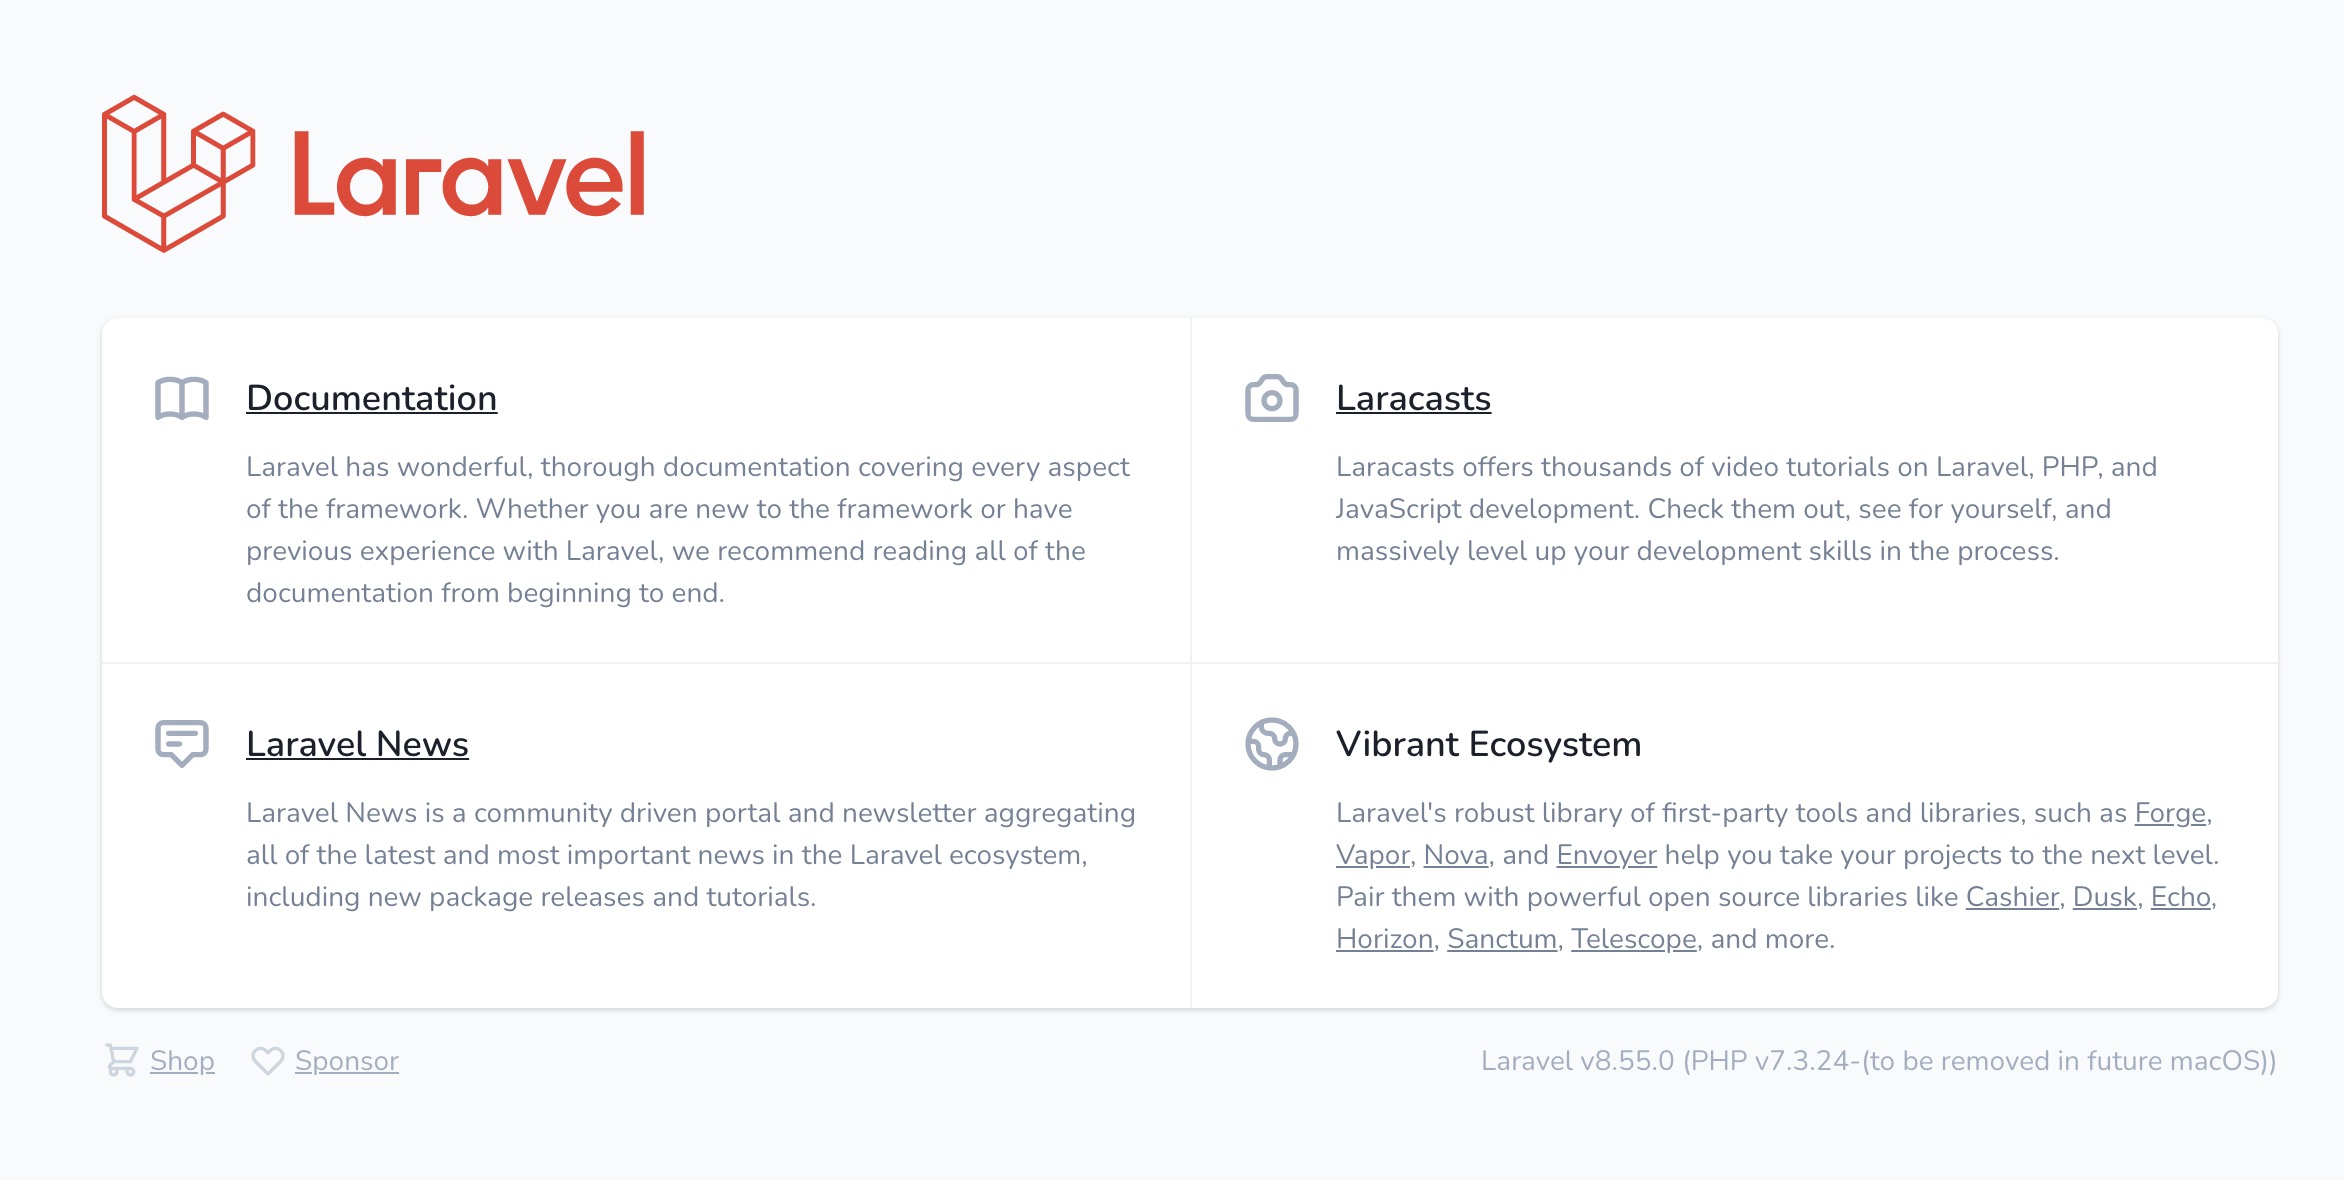 Laravel
Documentation
Laravel has wonderful, thorough documentation covering every aspect
of the framework. Whether you are new to the framework or have
previous experience with Laravel, we recommend reading all of the
documentation from beginning to end.
Laracasts
Laracasts offers thousands of video tutorials on Laravel, PHP, and
JavaScript development. Check them out, see for yourself, and
massively level up your development skills in the process.
Laravel News
Laravel News is a community driven portal and newsletter aggregating
all of the latest and most important news in the Laravel ecosystem,
including new package releases and tutorials.
Vibrant Ecosystem
Laravel's robust library of first-party tools and libraries, such as Forge,
Vapor, Nova, and Envoyer help you take your projects to the next level.
Pair them with powerful open source libraries like Cashier, Dusk, Echo,
Horizon, Sanctum, Telescope, and more.
Shop
Sponsor
Laravel v8.55.0 (PHP v7.3.24-(to be removed in future macOS))